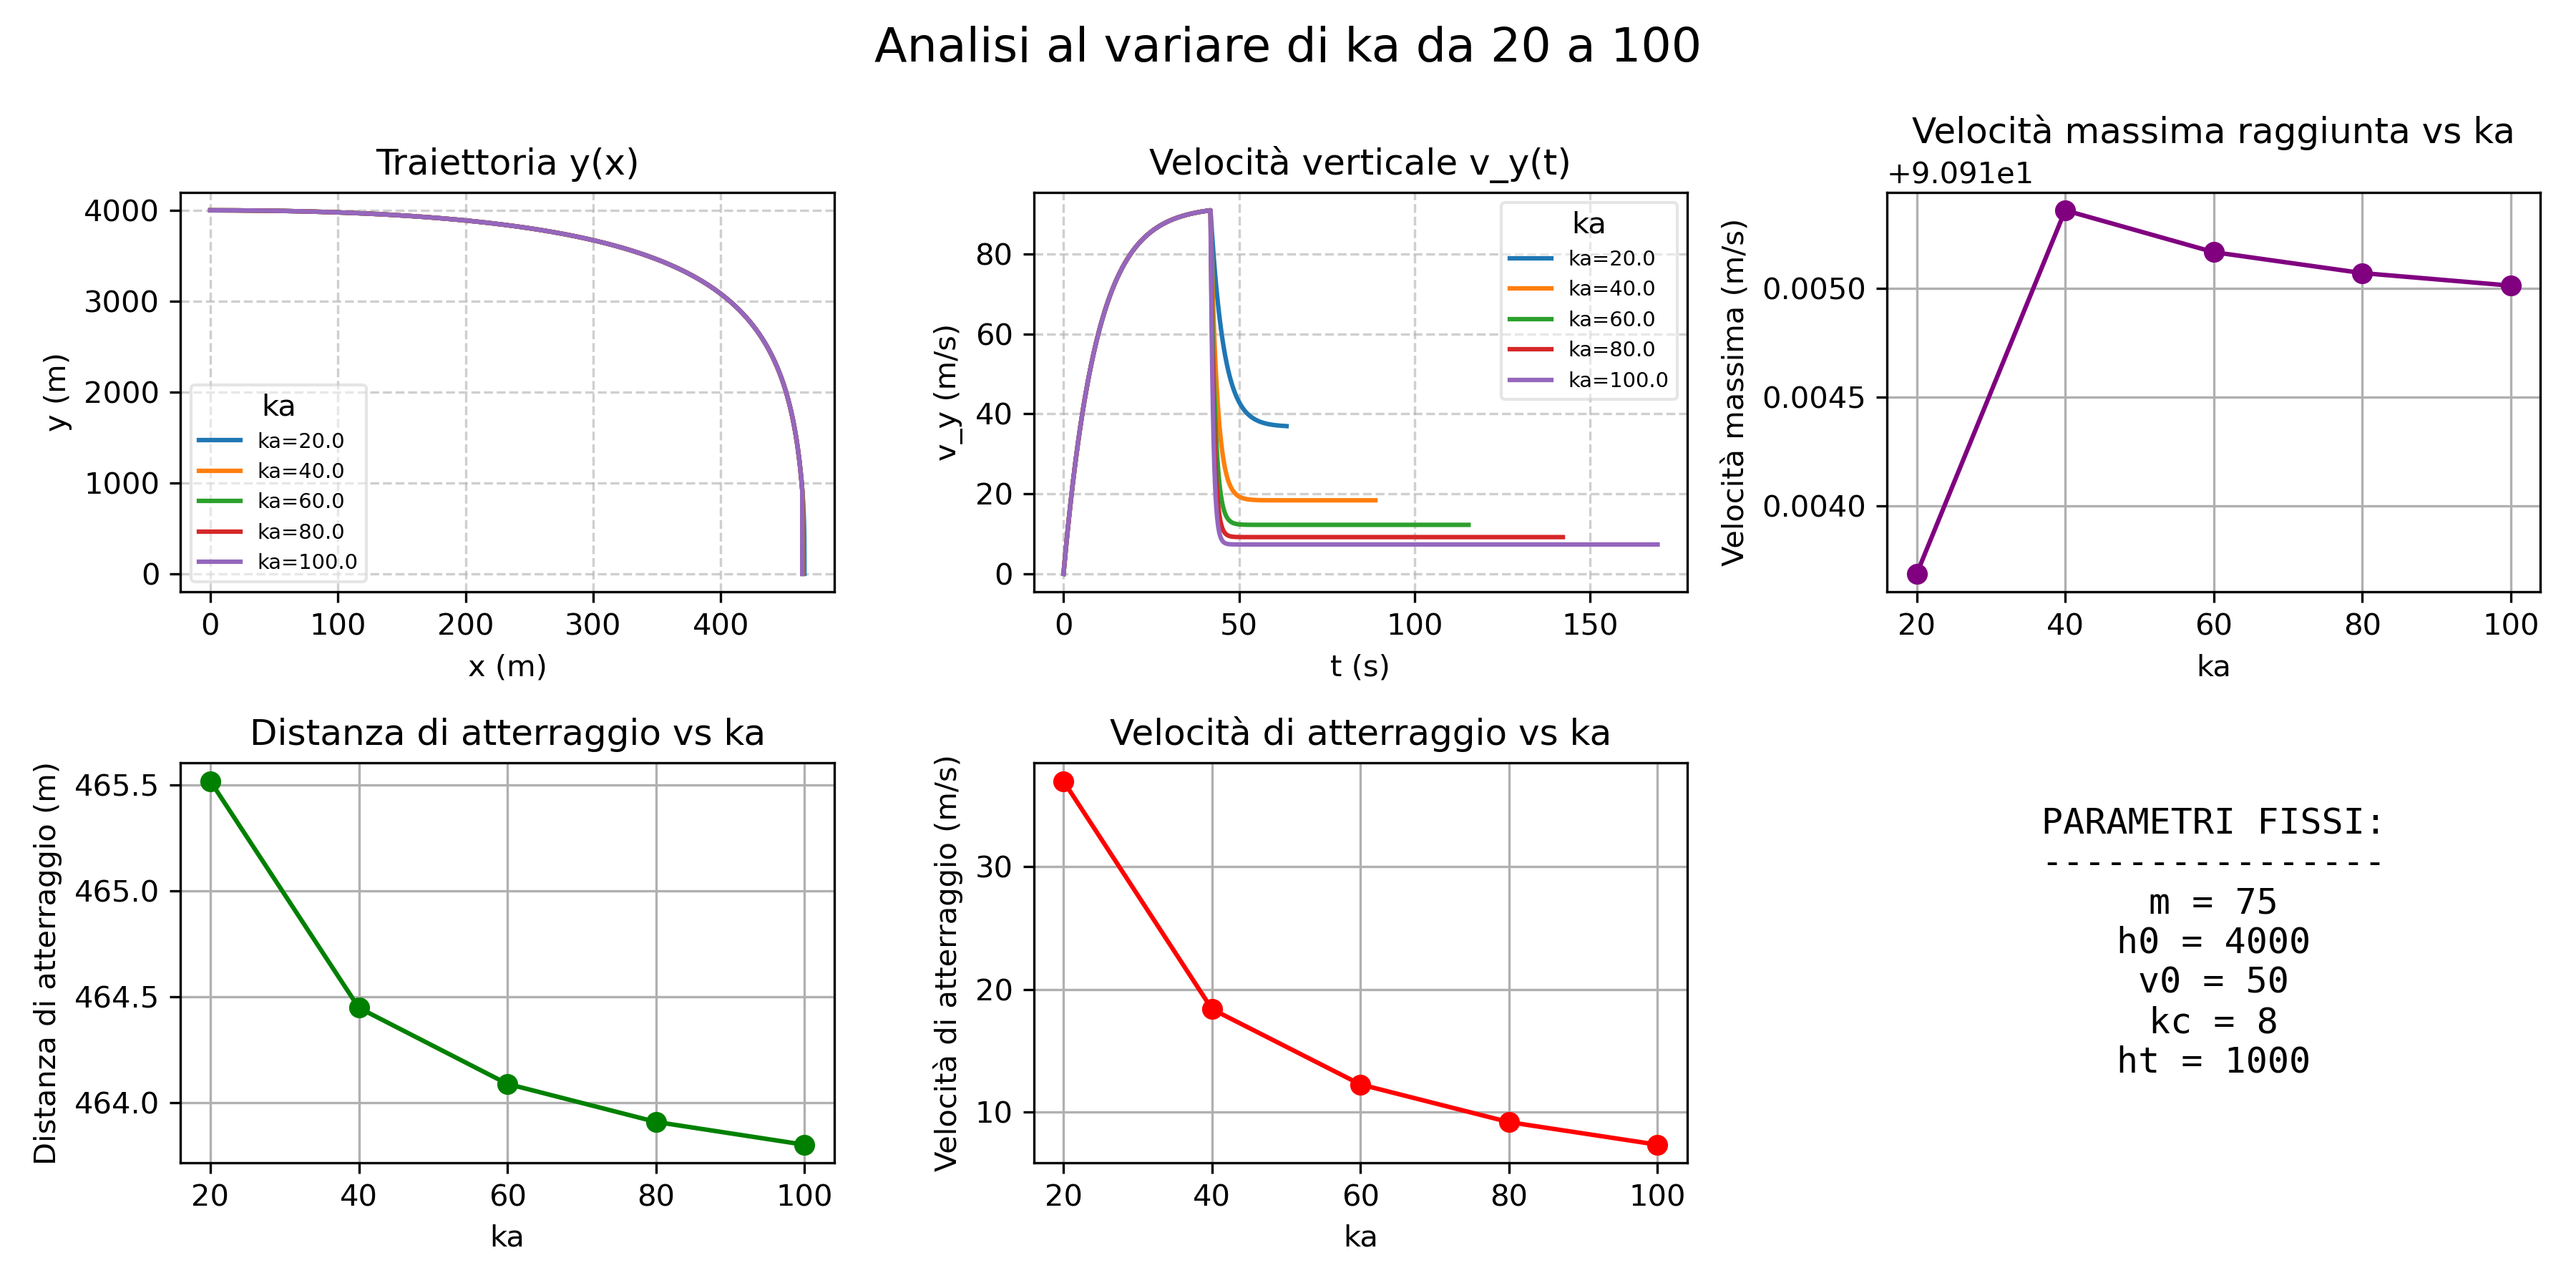 Analisi al variare di ka da 20 a 100
Traiettoria y(x)
4000
3000
2000
1000
0
y (m)
ka
ka=20.0
ka=40.0
ka=60.0
ka=80.0
ka=100.0
0 100 200 300 400
x (m)
Velocità verticale v_y(t)
80
60
40
20
0
v_y (m/s)
ka
ka=20.0
ka=40.0
ka=60.0
ka=80.0
ka=100.0
0 50 100 150
t (s)
Velocità massima raggiunta vs ka
+9.091e1
0.0050
0.0045
0.0040
Velocità massima (m/s)
20 40 60 80 100
ka
Distanza di atterraggio vs ka
465.5
465.0
464.5
464.0
Distanza di atterraggio (m)
20 40 60 80 100
ka
Velocità di atterraggio vs ka
30
20
10
Velocità di atterraggio (m/s)
20 40 60 80 100
ka
PARAMETRI FISSI:
----------------
m = 75
h0 = 4000
v0 = 50
kc = 8
ht = 1000